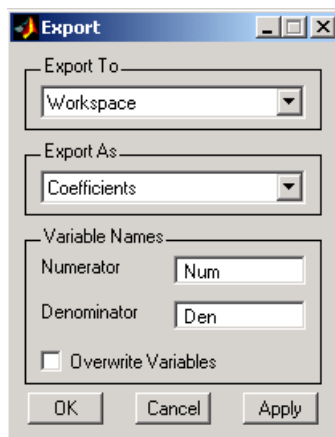 Export
Export To
Workspace
Export As
Coefficients
Variable Names
Numerator Num
Denominator Den
Overwrite Variables
OK Cancel Apply